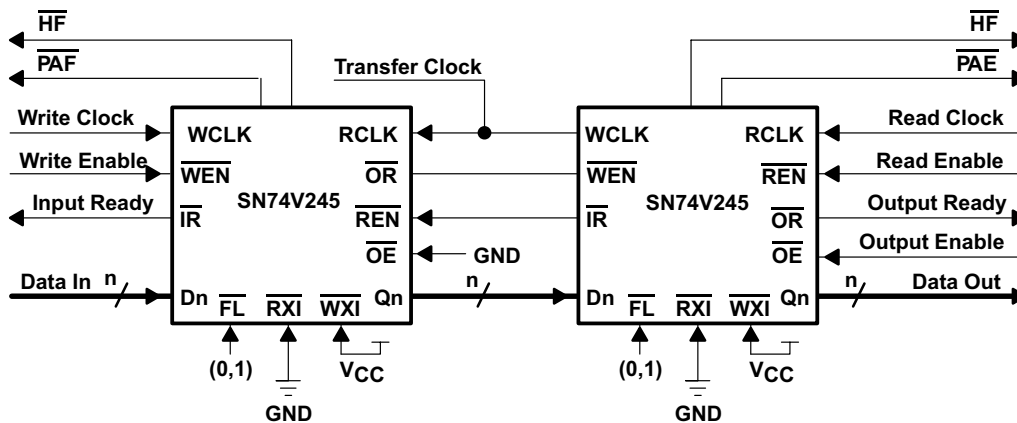 HF
HF
PAF
Transfer Clock
PAE
Write Clock
WCLK
RCLK
WCLK
RCLK
Read Clock
Write Enable
WEN
OR
WEN
REN
Read Enable
SN74V245
SN74V245
Input Ready
IR
REN
IR
OR
Output Ready
OE
GND
OE
Output Enable
Data In
n
Dn
FL
RXI
WXI
Qn
n
Dn
FL
RXI
WXI
Qn
n
Data Out
(0,1)
VCC
(0,1)
VCC
GND
GND